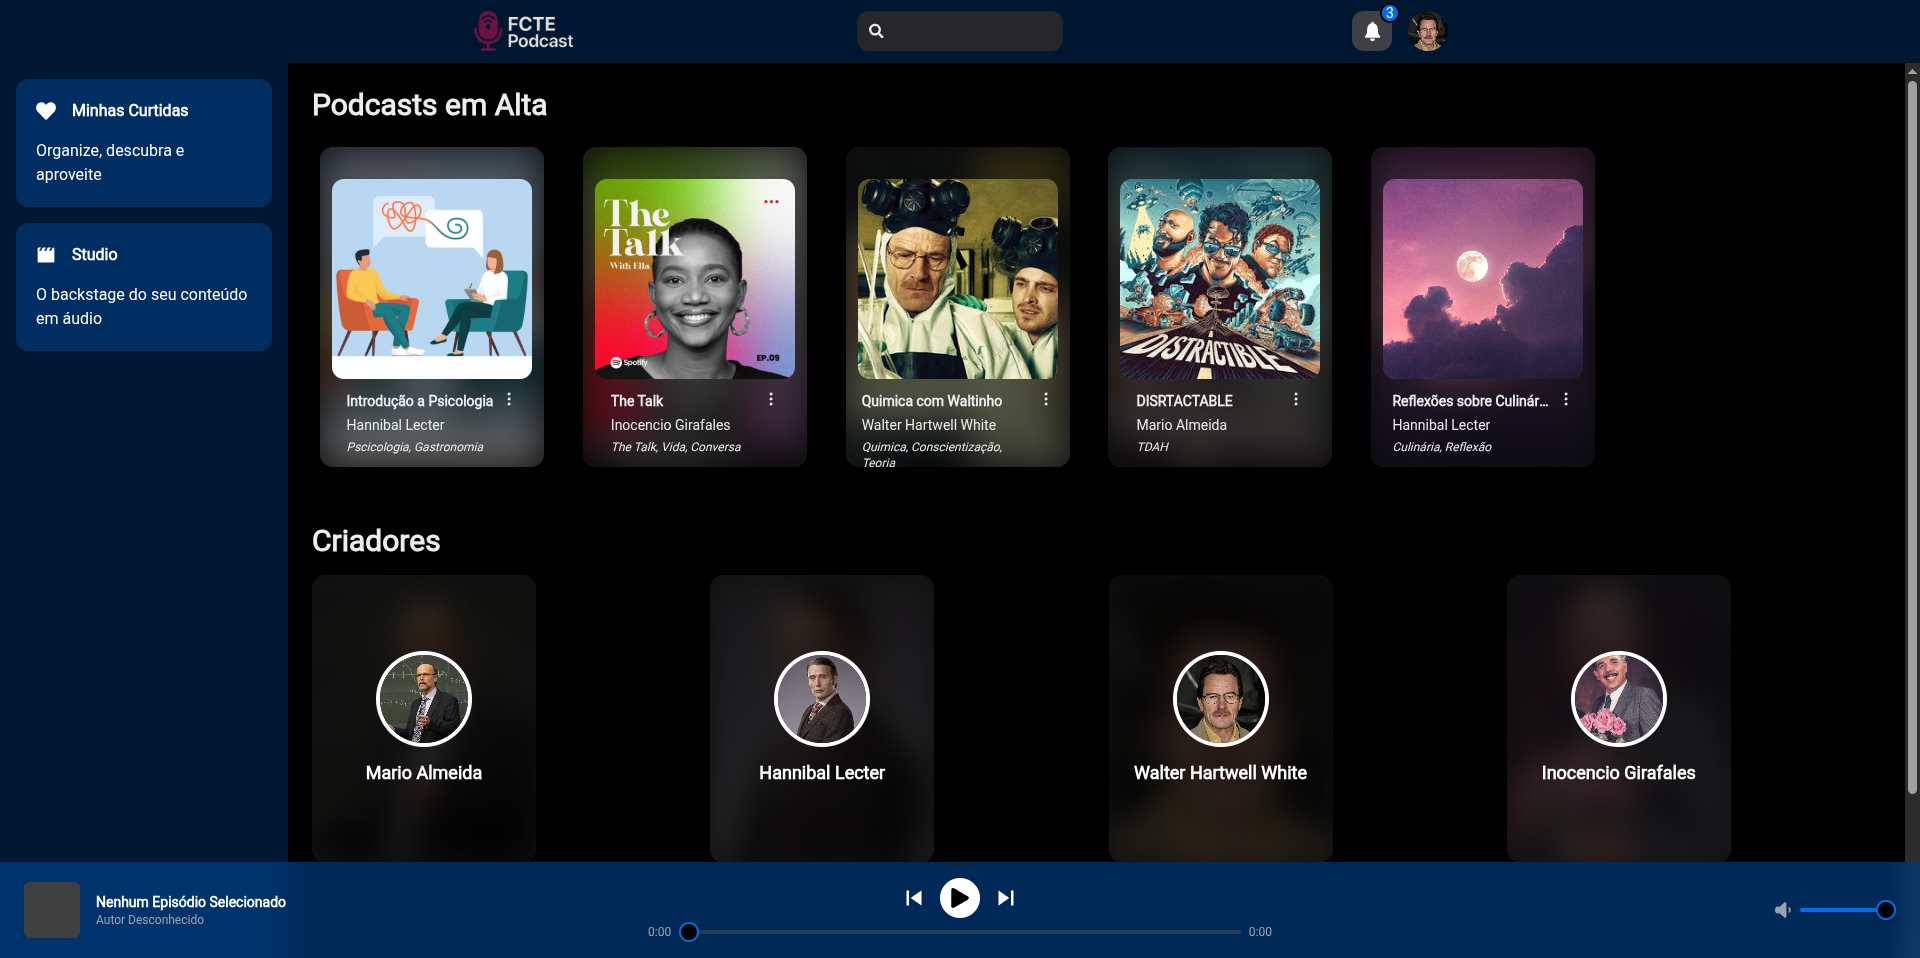 FCTE
Podcast
3
Minhas Curtidas
Organize, descubra e
aproveite
Studio
O backstage do seu conteúdo
em áudio
Podcasts em Alta
The
Talk
With Ella
Spotify
EP.09
DISTRACTIBLE
Introdução a Psicologia
Hannibal Lecter
Pscicologia, Gastronomia
The Talk
Inocencio Girafales
The Talk, Vida, Conversa
Quimica com Waltinho
Walter Hartwell White
Quimica, Conscientização,
Teoria
DISRTACTABLE
Mario Almeida
TDAH
Reflexões sobre Culinár...
Hannibal Lecter
Culinária, Reflexão
Criadores
Mario Almeida
Hannibal Lecter
Walter Hartwell White
Inocencio Girafales
Nenhum Episódio Selecionado
Autor Desconhecido
0:00
0:00